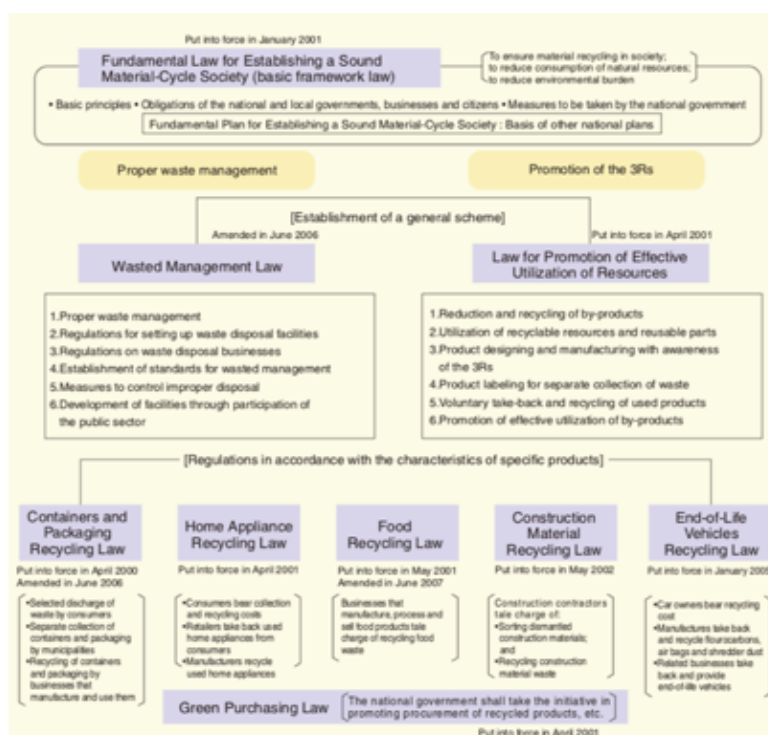 Put into force in January 2001
Fundamental Law for Establishing a Sound
Material-Cycle Society (basic framework law)
To ensure material recycling in society;
to reduce consumption of natural resources;
to reduce environmental burden
• Basic principles • Obligations of the national and local governments, businesses and citizens • Measures to be taken by the national government
Fundamental Plan for Establishing a Sound Material-Cycle Society : Basis of other national plans
Proper waste management
Promotion of the 3Rs
[Establishment of a general scheme]
Amended in June 2006
Put into force in April 2001
Wasted Management Law
Law for Promotion of Effective
Utilization of Resources
1.Proper waste management
2.Regulations for setting up waste disposal facilities
3.Regulations on waste disposal businesses
4.Establishment of standards for wasted management
5.Measures to control improper disposal
6.Development of facilities through participation of
the public sector
1.Reduction and recycling of by-products
2.Utilization of recyclable resources and reusable parts
3.Product designing and manufacturing with awareness
of the 3Rs
4.Product labeling for separate collection of waste
5.Voluntary take-back and recycling of used products
6.Promotion of effective utilization of by-products
[Regulations in accordance with the characteristics of specific products]
Containers and
Packaging
Recycling Law
Put into force in April 2000
Amended in June 2006
•Selected discharge of
waste by consumers
•Separate collection of
containers and packaging
by municipalities
•Recycling of containers
and packaging by
businesses that
manufacture and use them
Home Appliance
Recycling Law
Put into force in April 2001
•Consumers bear collection
and recycling costs
•Retailers take back used
home appliances from
consumers
•Manufacturers recycle
used home appliances
Food
Recycling Law
Put into force in May 2001
Amended in June 2007
Businesses that
manufacture, process and
sell food products tale
charge of recycling food
waste
Construction
Material
Recycling Law
Put into force in May 2002
Construction contractors
tale charge of:
•Sorting dismantled
construction materials;
and
•Recycling construction
material waste
End-of-Life
Vehicles
Recycling Law
Put into force in January 2005
•Car owners bear recycling
cost
•Manufactures take back
and recycle flourocarbons,
air bags and shredder dust
•Related businesses take
back and provide
end-of-life vehicles
Green Purchasing Law
The national government shall take the initiative in
promoting procurement of recycled products, etc.
Put into force in April 2001